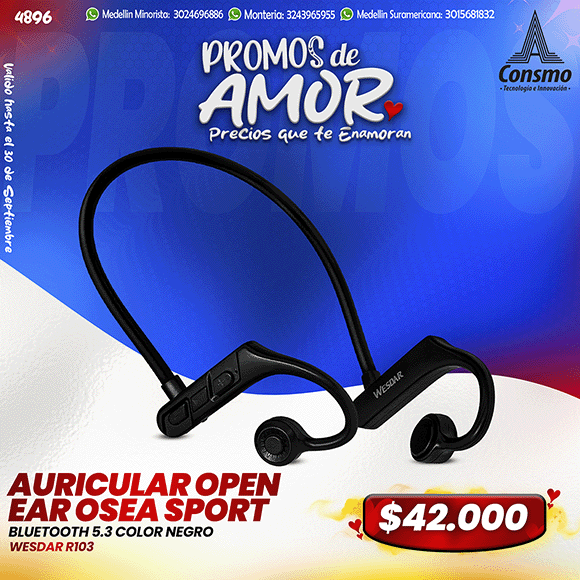 4896
Medellin Minorista: 3024696886
Monteria: 3243965955
Medellin Suramericana: 3015681832
Valido hasta el 30 de Septiembre
PROMOS
PROMOS de
AMOR
Precios que te Enamoran
Consmo
• Tecnología e Innovación •
WESDAR
AURICULAR OPEN
EAR OSEA SPORT
BLUETOOTH 5.3 COLOR NEGRO
WESDAR R103
$42.000